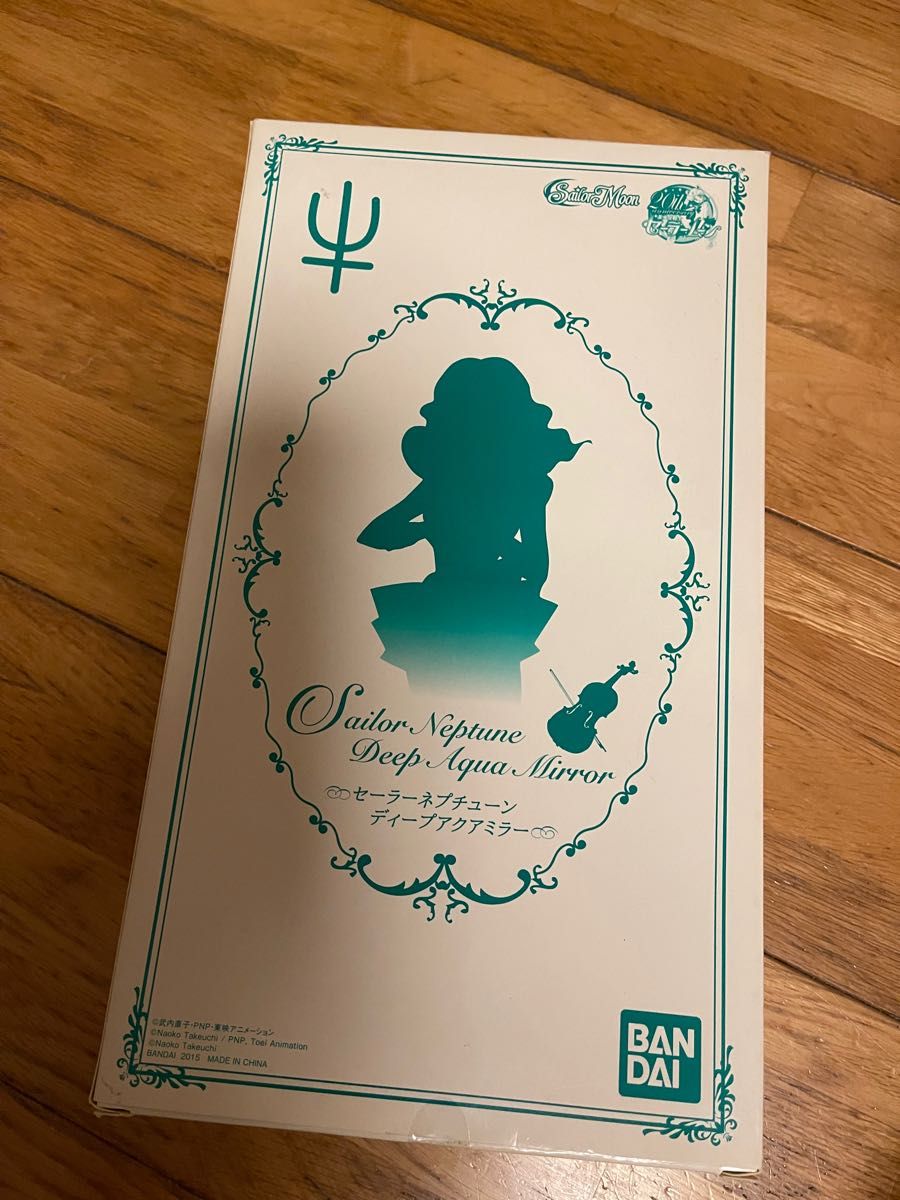 Sailor Moon
20th
anniversary
セーラームーン
Sailor Neptune
Deep Aqua Mirror
セーラーネプチューン
ディープアクアミラー
©武内直子・PNP・東映アニメーション
©Naoko Takeuchi / PNP, Toei Animation
©Naoko Takeuchi
BANDAI 2015 MADE IN CHINA
BAN
DAI